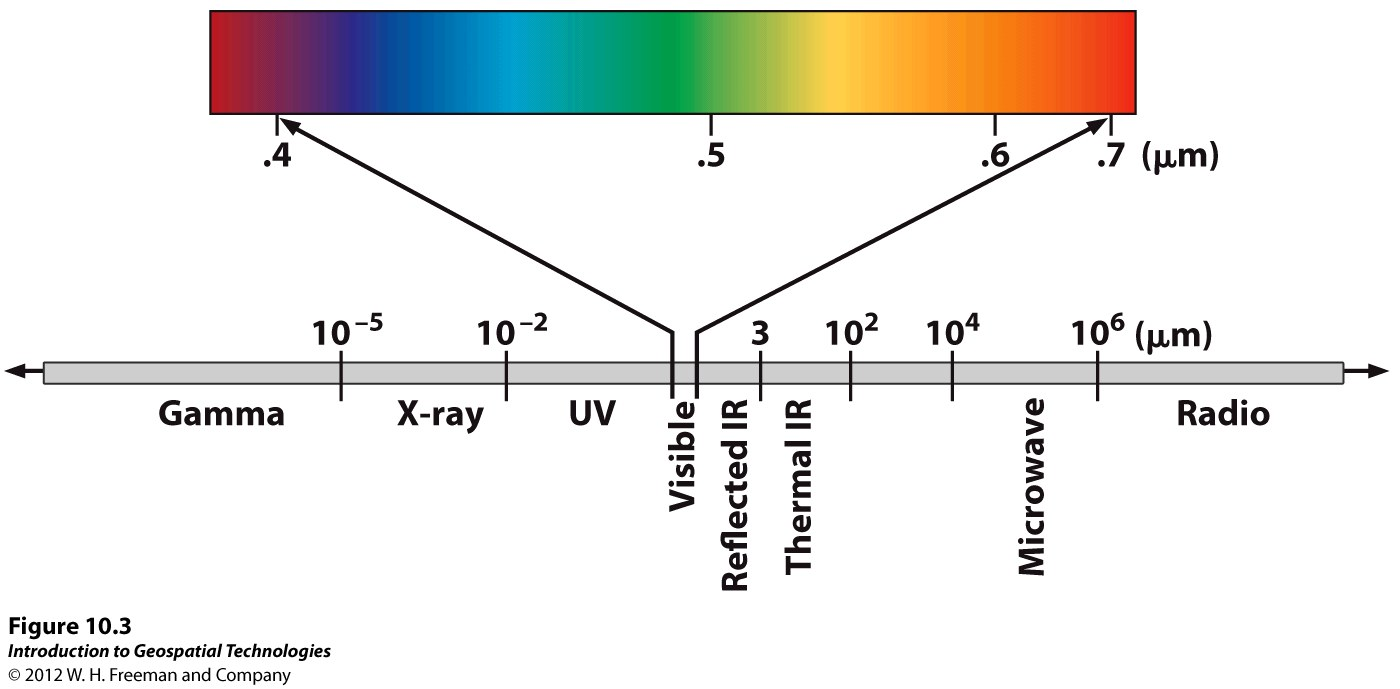 .4 .5 .6 .7 (μm)
10⁻⁵ 10⁻² 3 10² 10⁴ 10⁶ (μm)
Gamma X-ray UV Visible Reflected IR Thermal IR Microwave Radio
Figure 10.3
Introduction to Geospatial Technologies
© 2012 W. H. Freeman and Company